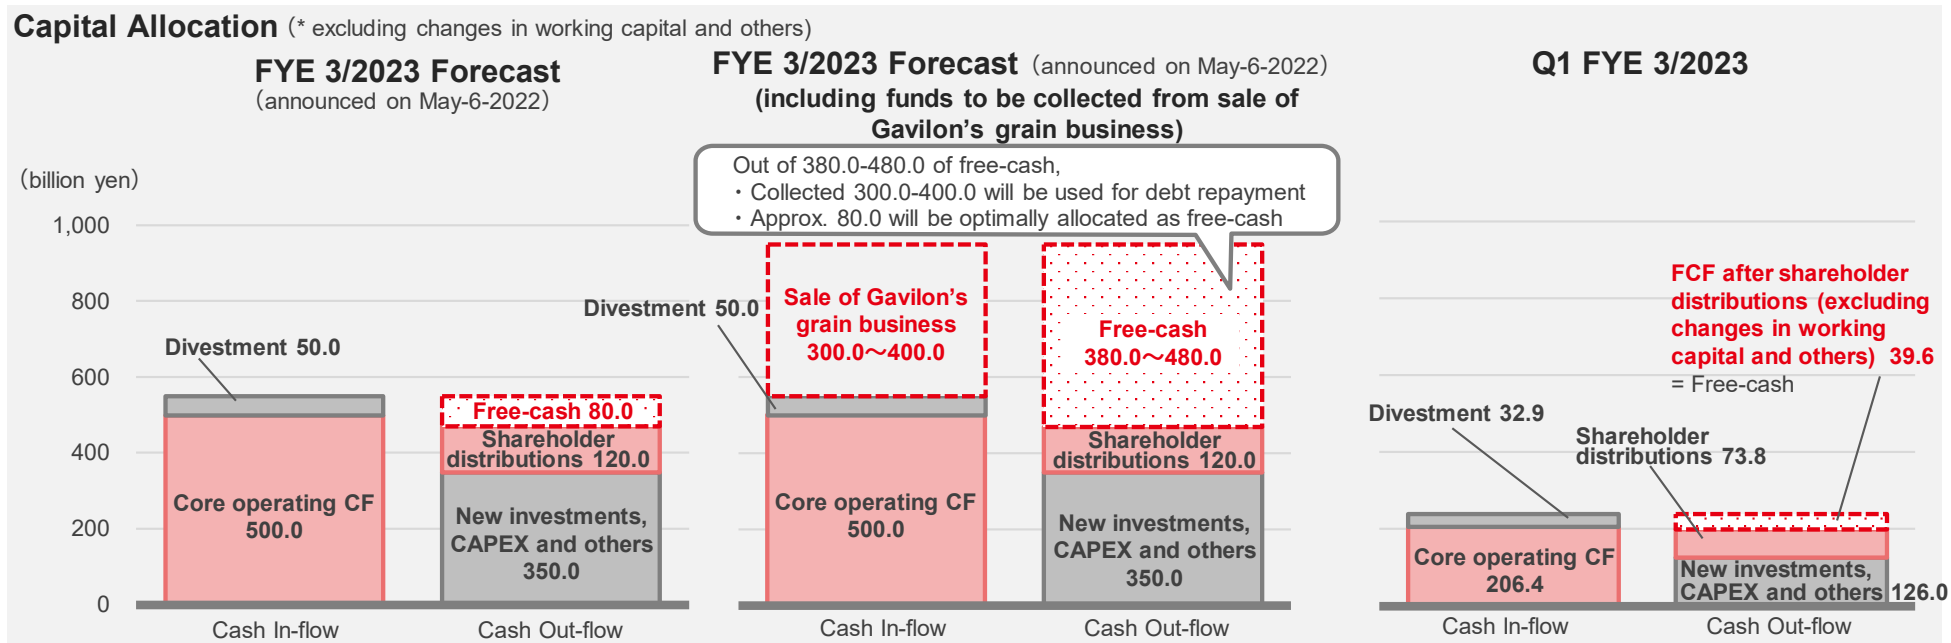 Capital Allocation (* excluding changes in working capital and others)
FYE 3/2023 Forecast
(announced on May-6-2022)
FYE 3/2023 Forecast (announced on May-6-2022)
(including funds to be collected from sale of
Gavilon's grain business)
Q1 FYE 3/2023
(billion yen)
Out of 380.0-480.0 of free-cash,
・Collected 300.0-400.0 will be used for debt repayment
・Approx. 80.0 will be optimally allocated as free-cash
1,000
800
600
400
200
0
Divestment 50.0
Core operating CF
500.0
Free-cash 80.0
Shareholder
distributions 120.0
New investments,
CAPEX and others
350.0
Cash In-flow
Cash Out-flow
Divestment 50.0
Sale of Gavilon's
grain business
300.0～400.0
Core operating CF
500.0
Free-cash
380.0～480.0
Shareholder
distributions 120.0
New investments,
CAPEX and others
350.0
Cash In-flow
Cash Out-flow
FCF after shareholder
distributions (excluding
changes in working
capital and others) 39.6
= Free-cash
Divestment 32.9
Shareholder
distributions 73.8
Core operating CF
206.4
New investments,
CAPEX and others 126.0
Cash In-flow
Cash Out-flow